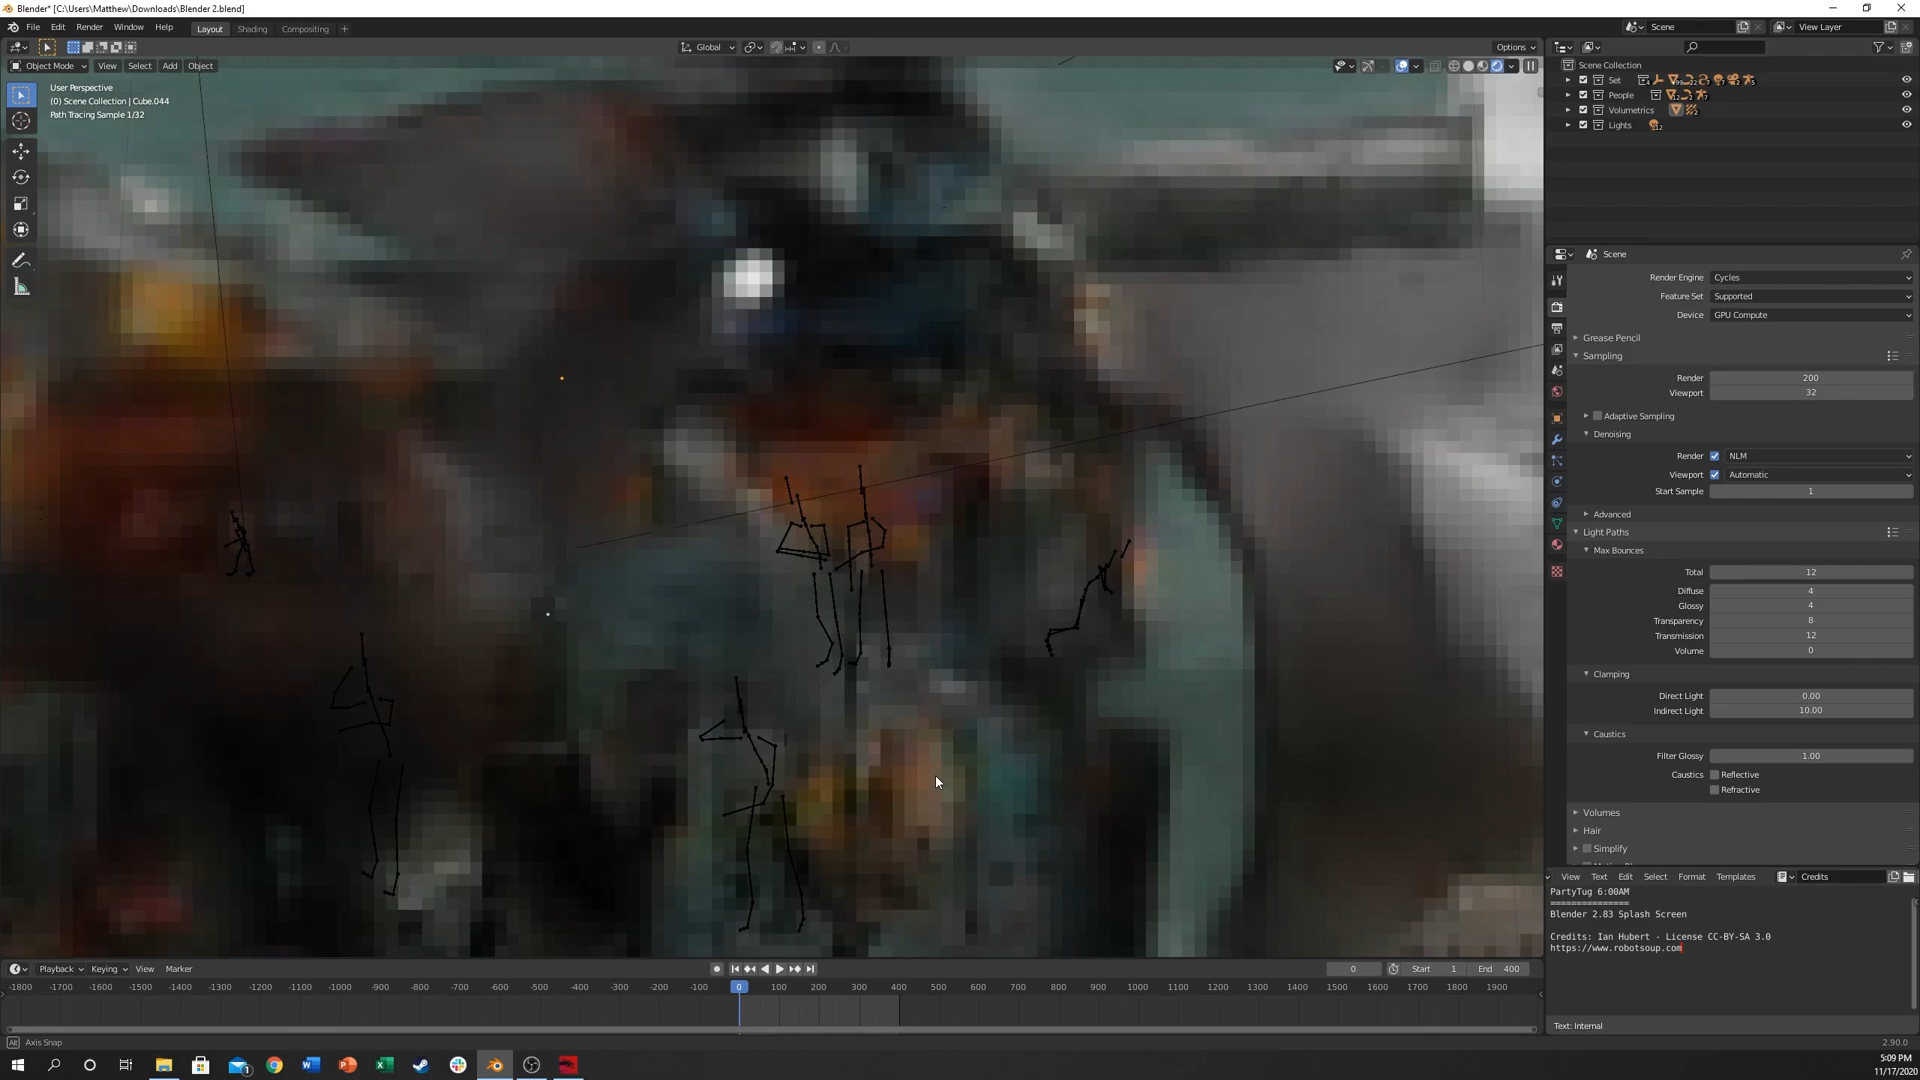 Blender* [C:\Users\Matthew\Downloads\Blender 2.blend]
File Edit Render Window Help Layout Shading Compositing + Scene View Layer
Global Options
Object Mode View Select Add Object
User Perspective
(0) Scene Collection | Cube.044
Path Tracing Sample 1/32
Scene Collection
Set
People
Volumetrics
Lights
Scene
Render Engine Cycles
Feature Set Supported
Device GPU Compute
Grease Pencil
Sampling
Render 200
Viewport 32
Adaptive Sampling
Denoising
Render NLM
Viewport Automatic
Start Sample 1
Advanced
Light Paths
Max Bounces
Total 12
Diffuse 4
Glossy 4
Transparency 8
Transmission 12
Volume 0
Clamping
Direct Light 0.00
Indirect Light 10.00
Caustics
Filter Glossy 1.00
Caustics Reflective
Refractive
Volumes
Hair
Simplify
View Text Edit Select Format Templates Credits
PartyTug 6:00AM
===============
Blender 2.83 Splash Screen
Credits: Ian Hubert - License CC-BY-SA 3.0
https://www.robotsoup.com
Text: Internal
Playback Keying View Marker 0 Start 1 End 400
-1800 -1700 -1600 -1500 -1400 -1300 -1200 -1100 -1000 -900 -800 -700 -600 -500 -400 -300 -200 -100 0 100 200 300 400 500 600 700 800 900 1000 1100 1200 1300 1400 1500 1600 1700 1800 1900
Alt Axis Snap
2.90.0
5:09 PM
11/17/2020